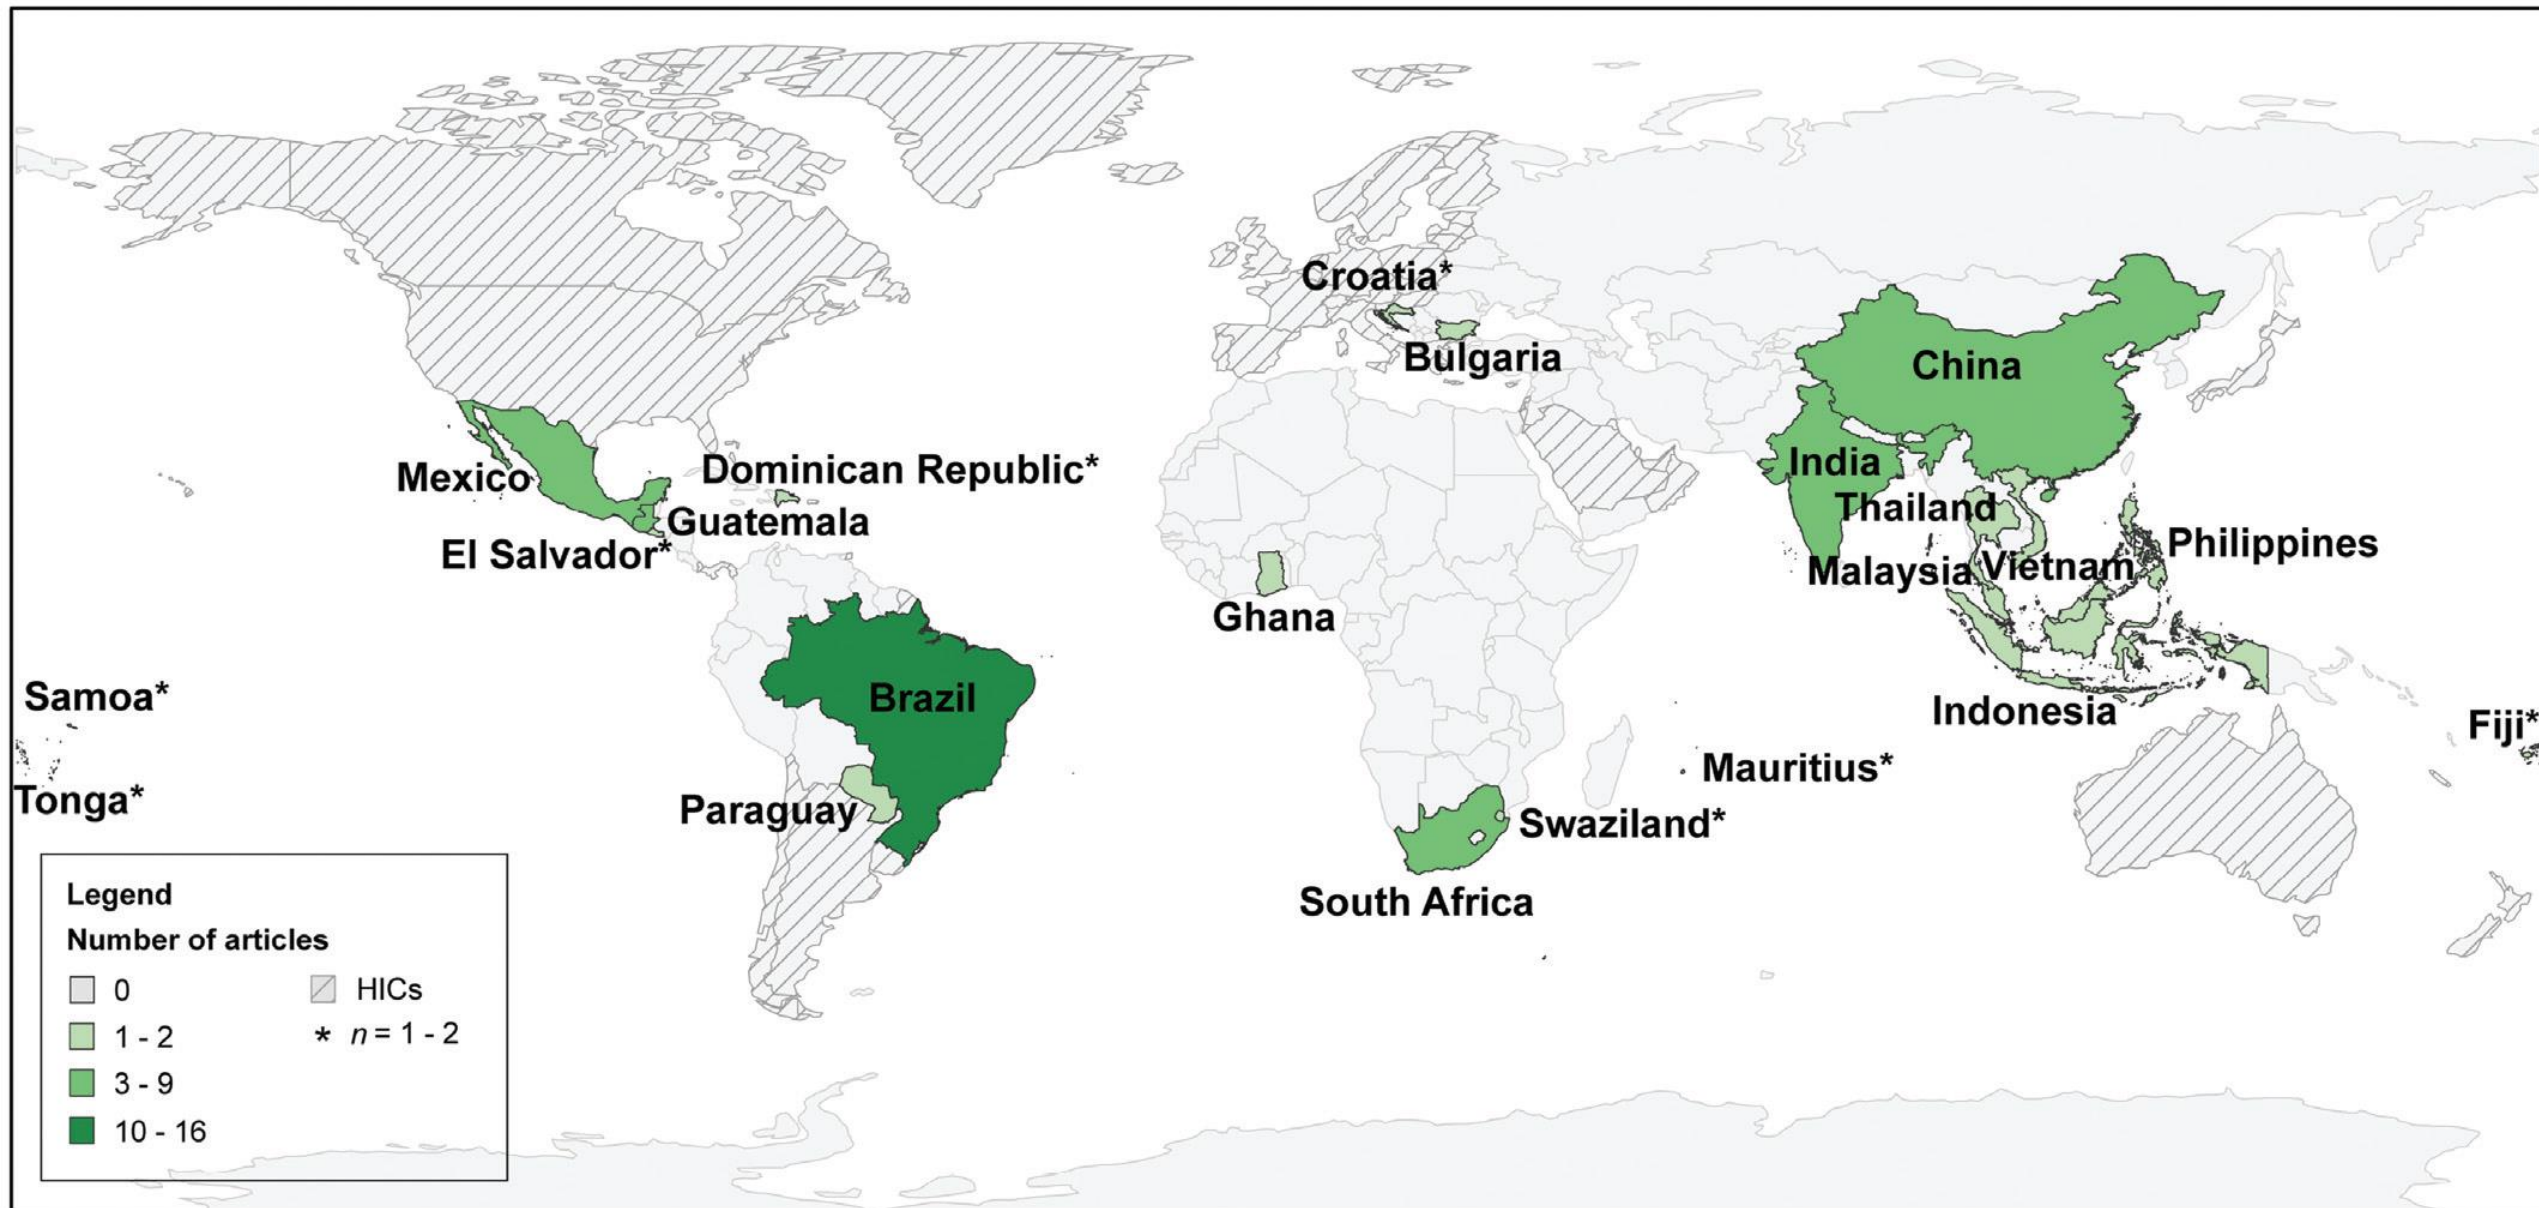 Croatia*
Bulgaria
China
India
Thailand
Malaysia
Vietnam
Philippines
Indonesia
Mexico
Dominican Republic*
Guatemala
El Salvador*
Ghana
Brazil
Paraguay
Samoa*
Tonga*
Fiji*
Mauritius*
Swaziland*
South Africa
Legend
Number of articles
0
1 - 2
3 - 9
10 - 16
HICs
* n = 1 - 2